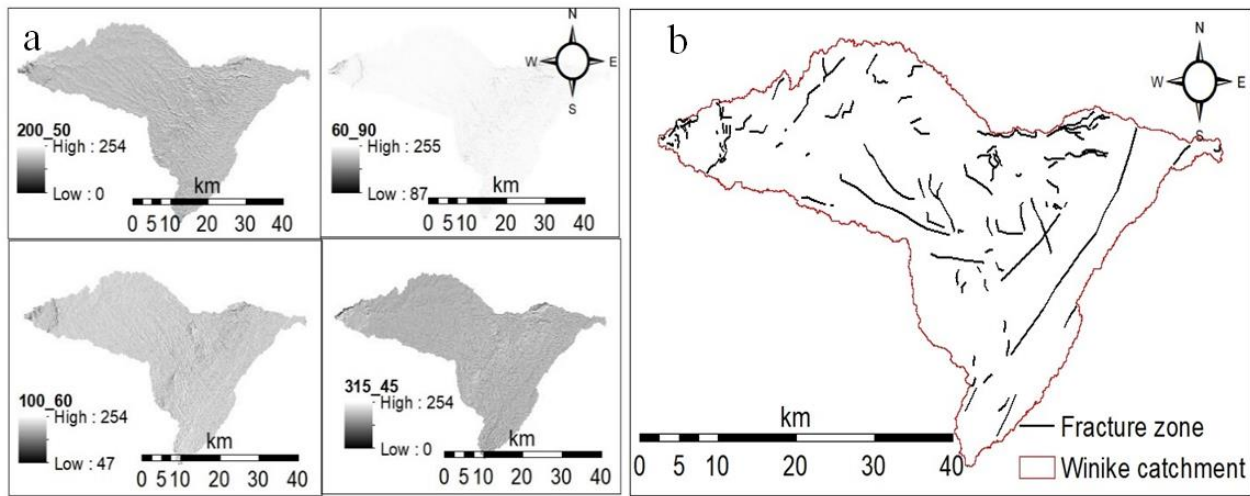 a
200_50
High : 254
Low : 0
km
0 5 10 20 30 40
N
W E
S
60_90
High : 255
Low : 87
km
0 5 10 20 30 40
100_60
High : 254
Low : 47
km
0 5 10 20 30 40
315_45
High : 254
Low : 0
km
0 5 10 20 30 40
b
N
W E
S
km
0 5 10 20 30 40
Fracture zone
Winike catchment